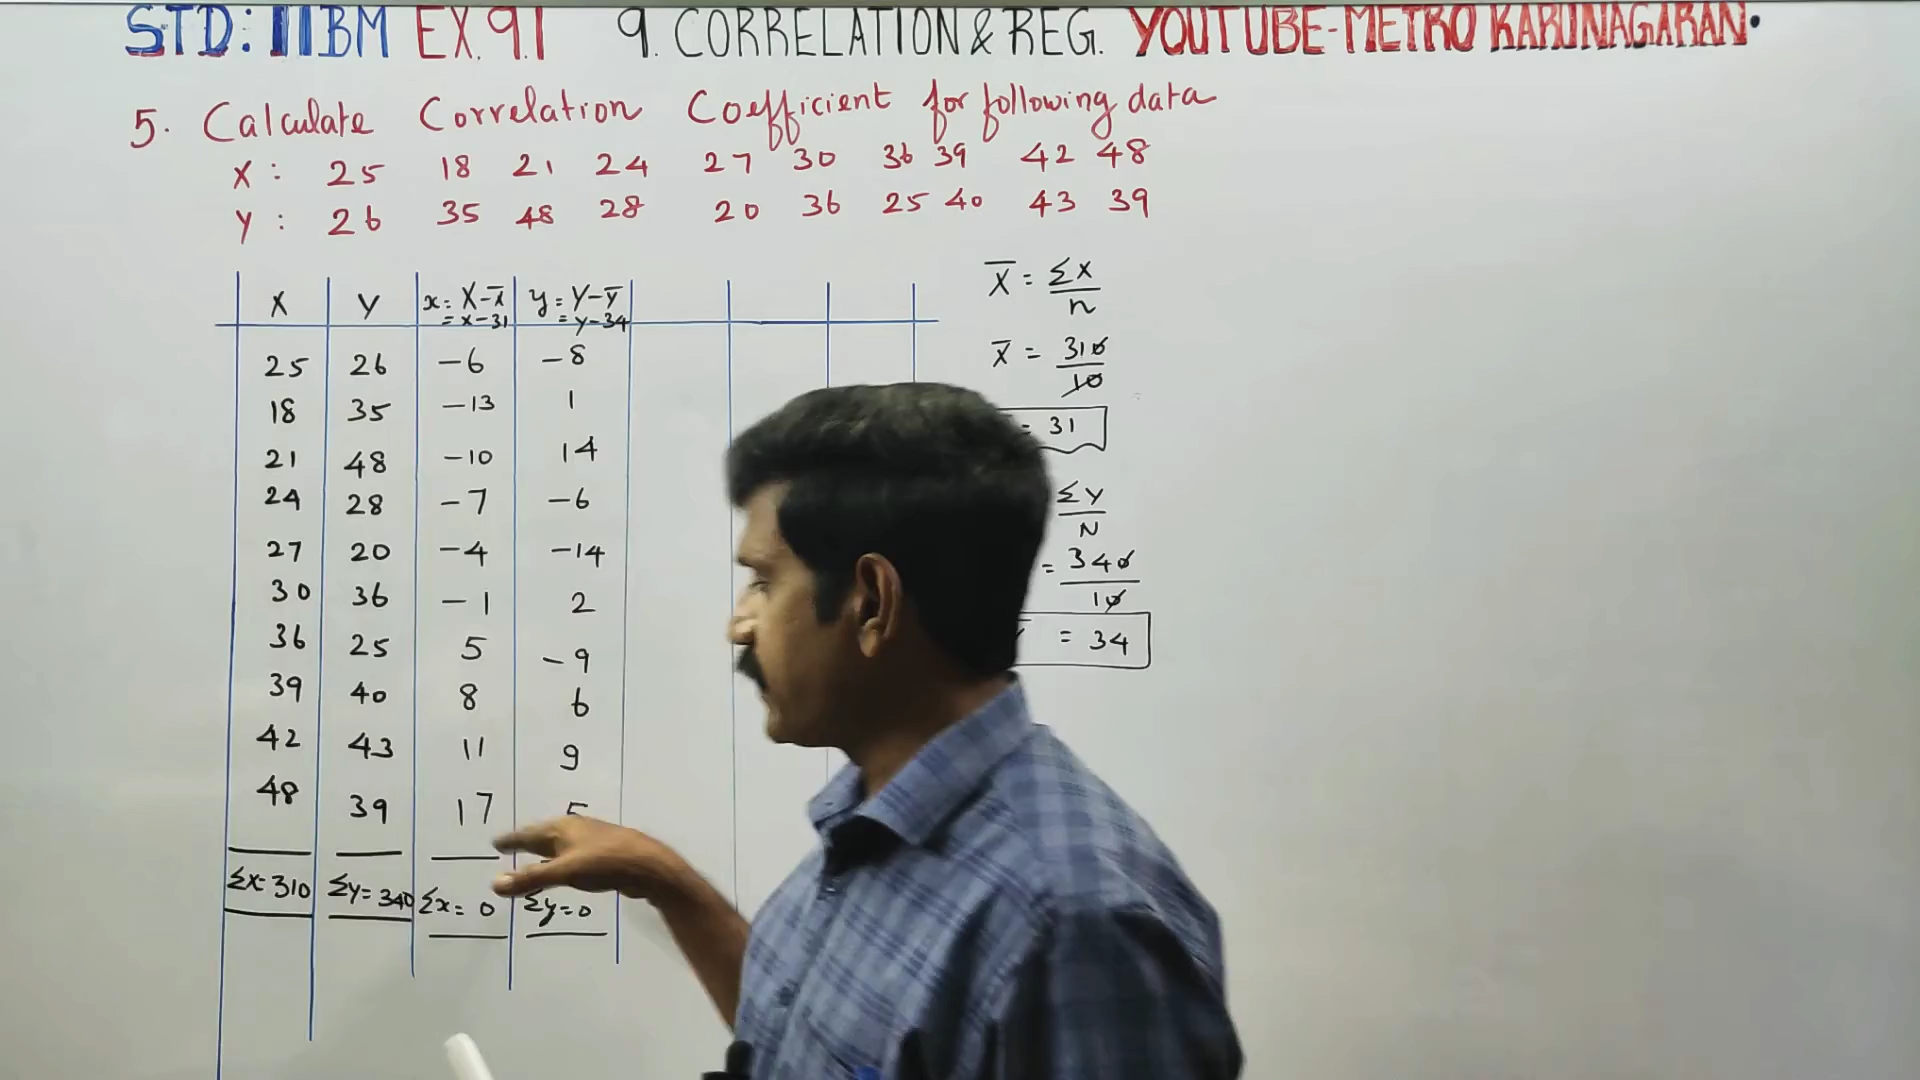 STD: 11BM EX.9.1 9. CORRELATION & REG. YOUTUBE-METRO KARUNAGARAN.
5. Calculate Correlation Coefficient for following data
X : 25 18 21 24 27 30 36 39 42 48
Y : 26 35 48 28 20 36 25 40 43 39
X Y x = X-X̅ = x-31 y = Y-Y̅ = y-34
25 26 -6 -8
18 35 -13 1
21 48 -10 14
24 28 -7 -6
27 20 -4 -14
30 36 -1 2
36 25 5 -9
39 40 8 6
42 43 11 9
48 39 17 5
Σx=310 Σy=340 Σx=0 Σy=0
X̅ = Σx/n
X̅ = 310/10
= 31
Σy/N
= 340/10
= 34